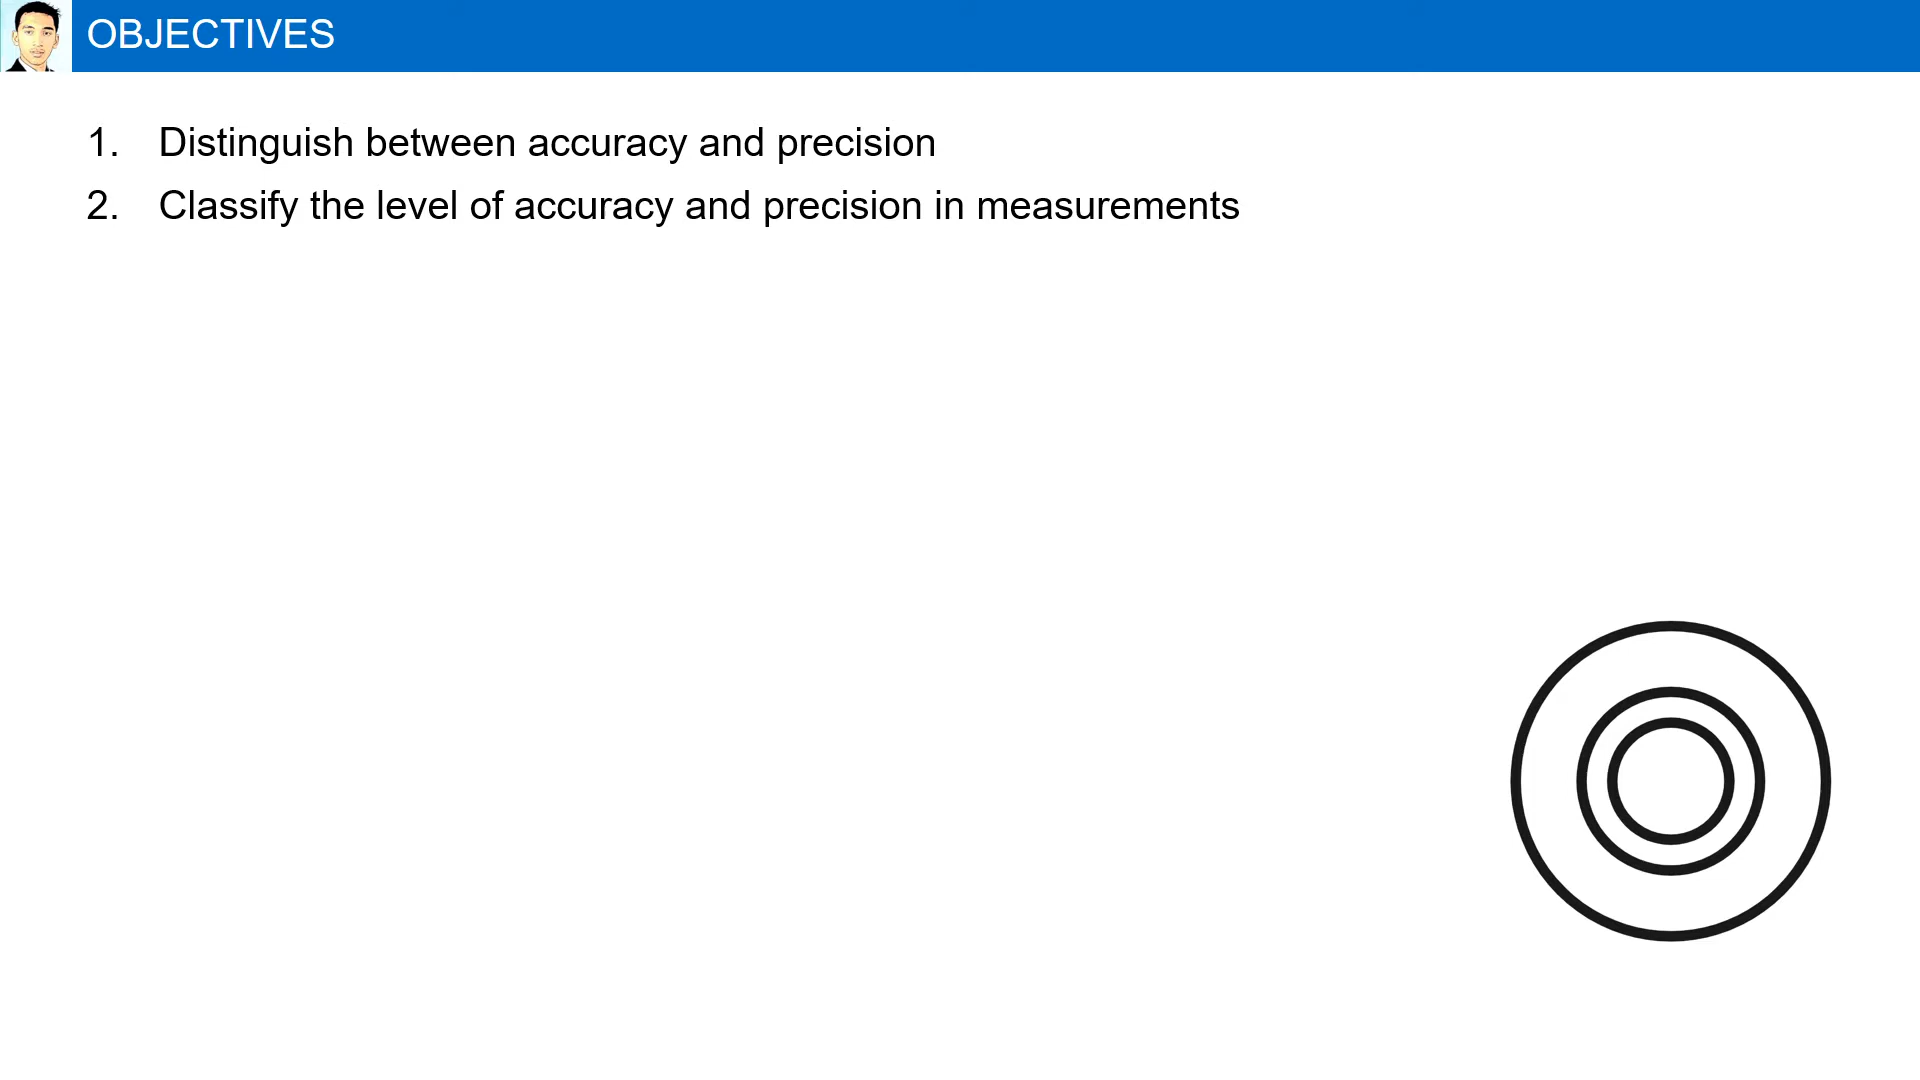 OBJECTIVES
1. Distinguish between accuracy and precision
2. Classify the level of accuracy and precision in measurements